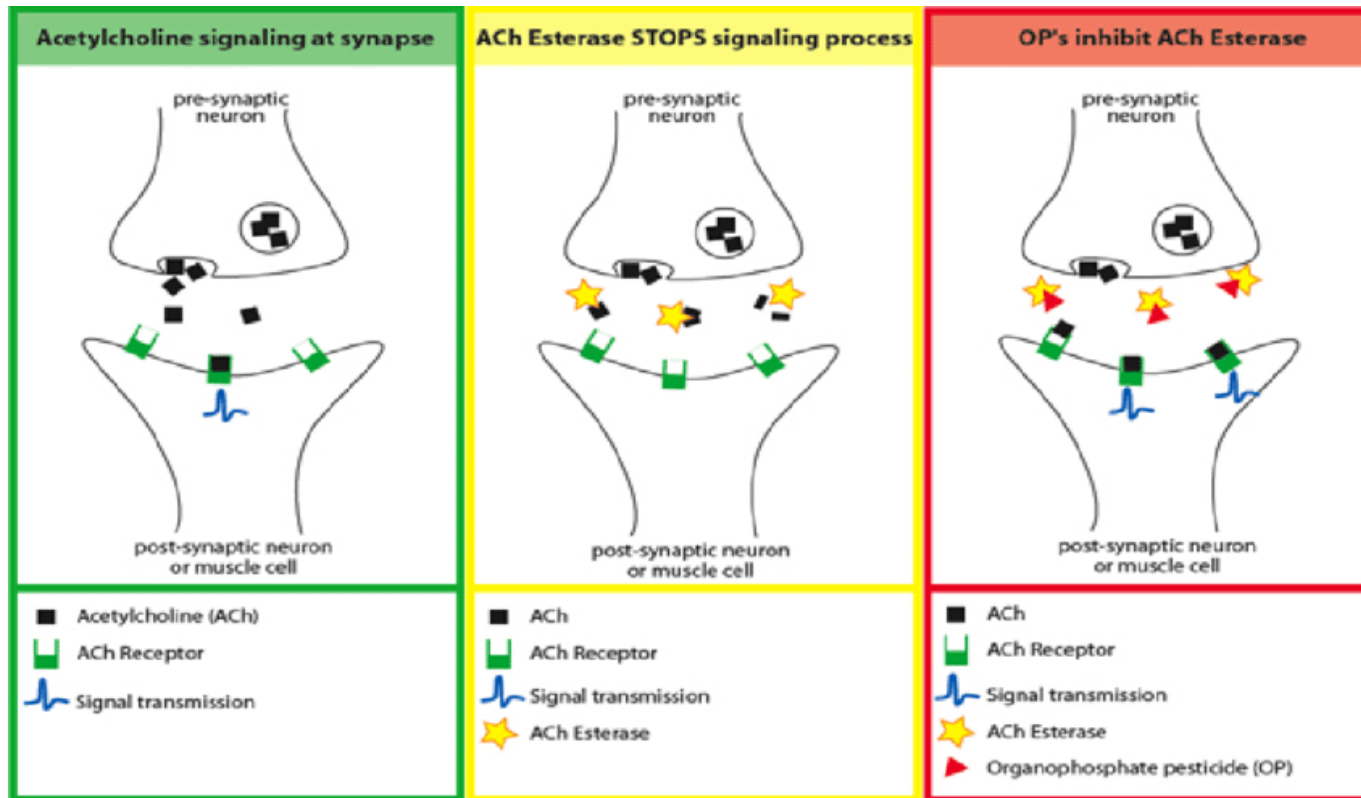 Acetylcholine signaling at synapse
pre-synaptic
neuron
post-synaptic neuron
or muscle cell
Acetylcholine (ACh)
ACh Receptor
Signal transmission
ACh Esterase STOPS signaling process
pre-synaptic
neuron
post-synaptic neuron
or muscle cell
ACh
ACh Receptor
Signal transmission
ACh Esterase
OP's inhibit ACh Esterase
pre-synaptic
neuron
post-synaptic neuron
or muscle cell
ACh
ACh Receptor
Signal transmission
ACh Esterase
Organophosphate pesticide (OP)